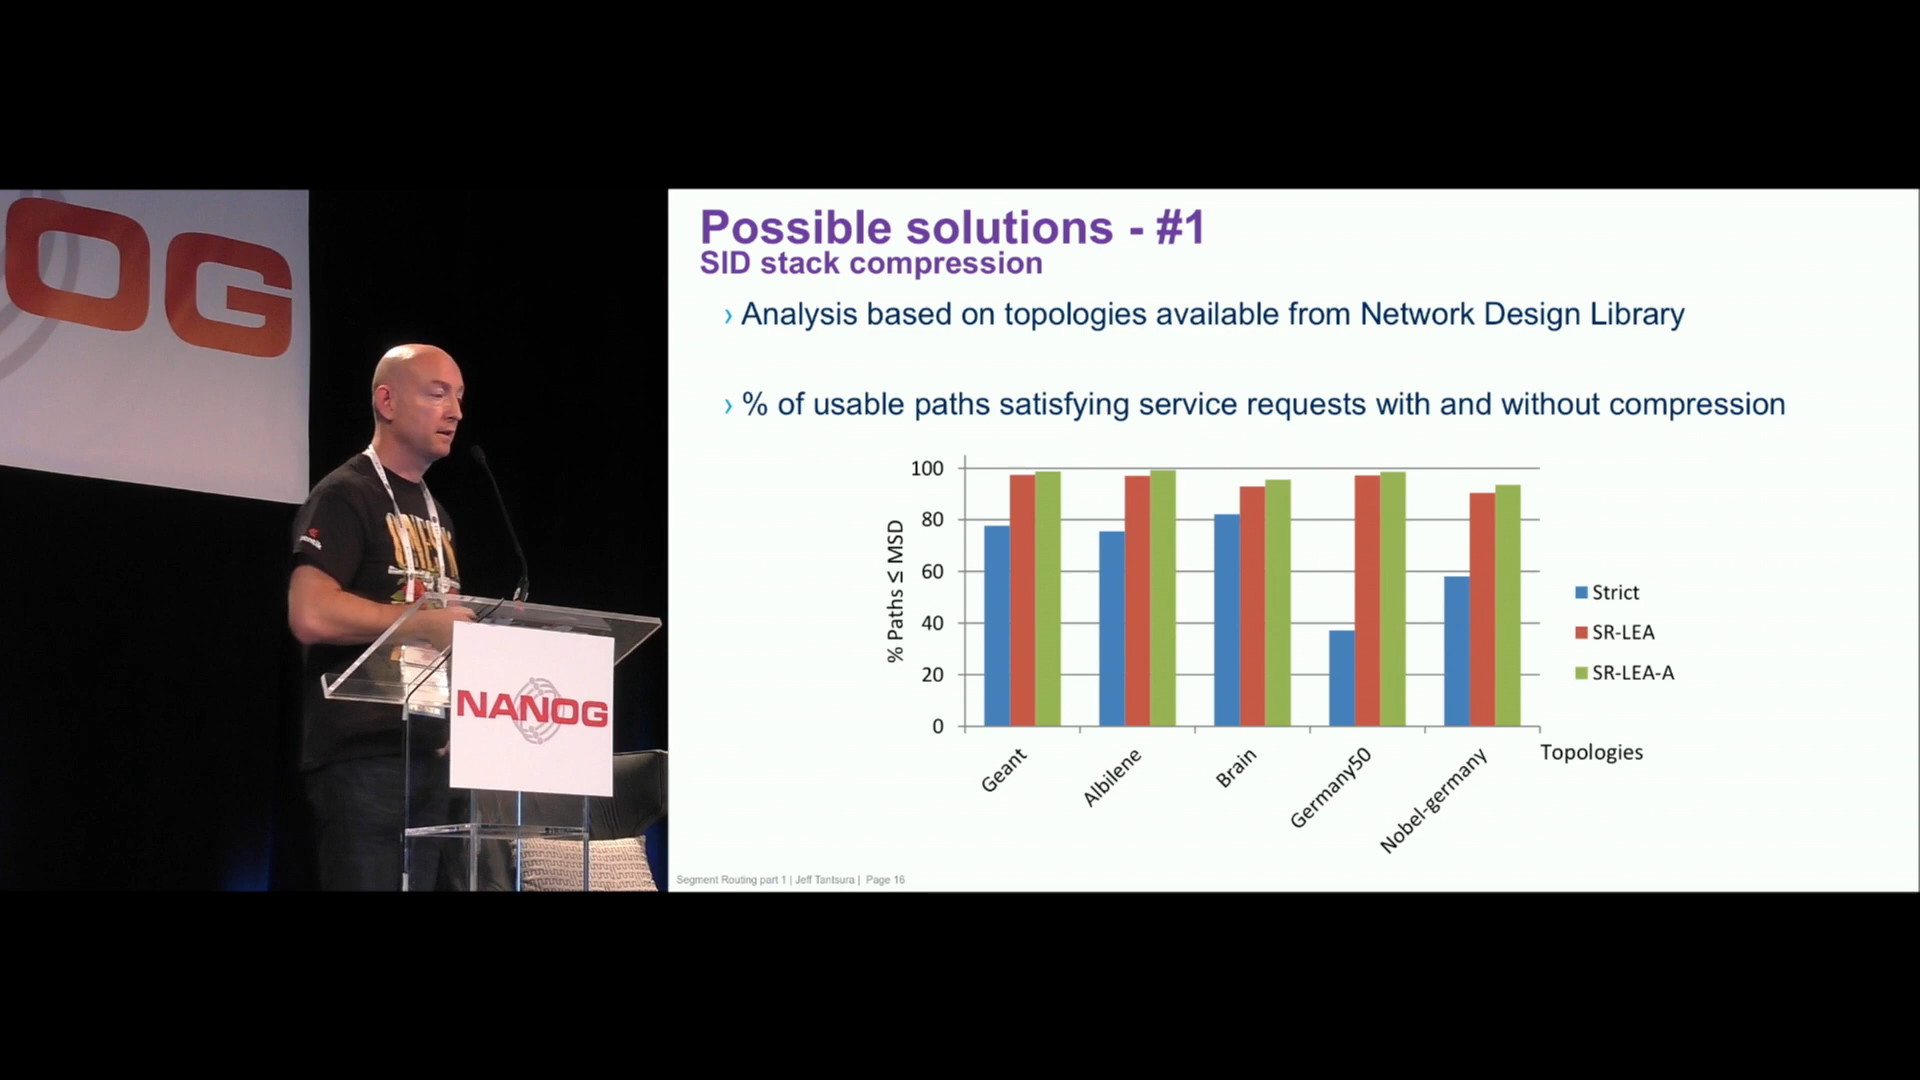 OG
NANOG
Possible solutions - #1
SID stack compression
› Analysis based on topologies available from Network Design Library
› % of usable paths satisfying service requests with and without compression
% Paths ≤ MSD
100
80
60
40
20
0
Geant
Albilene
Brain
Germany50
Nobel-germany
Topologies
Strict
SR-LEA
SR-LEA-A
Segment Routing part 1 | Jeff Tantsura | Page 16